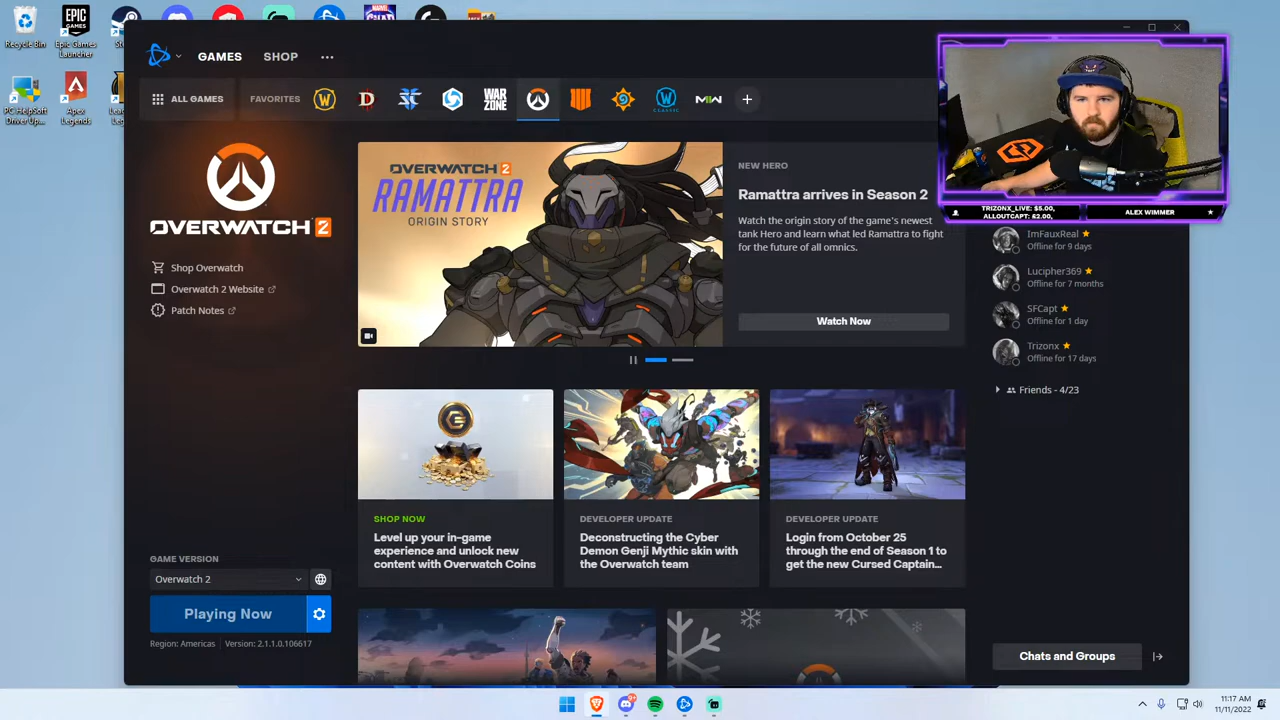 Recycle Bin
Epic Games
Launcher
PC HelpSoft
Driver Up...
Apex
Legends
GAMES
SHOP
ALL GAMES
FAVORITES
WAR
ZONE
CLASSIC
OVERWATCH 2
Shop Overwatch
Overwatch 2 Website
Patch Notes
OVERWATCH 2
RAMATTRA
ORIGIN STORY
NEW HERO
Ramattra arrives in Season 2
Watch the origin story of the game's newest
tank Hero and learn what led Ramattra to fight
for the future of all omnics.
Watch Now
TRIZONX_LIVE: $5.00,
ALLOUTCAPT: £2.00,
ALEX WIMMER
ImFauxReal
Offline for 9 days
Lucipher369
Offline for 7 months
SFCapt
Offline for 1 day
Trizonx
Offline for 17 days
Friends - 4/23
SHOP NOW
Level up your in-game
experience and unlock new
content with Overwatch Coins
DEVELOPER UPDATE
Deconstructing the Cyber
Demon Genji Mythic skin with
the Overwatch team
DEVELOPER UPDATE
Login from October 25
through the end of Season 1 to
get the new Cursed Captain...
GAME VERSION
Overwatch 2
Playing Now
Region: Americas
Version: 2.1.1.0.106617
Chats and Groups
11:17 AM
11/11/2022